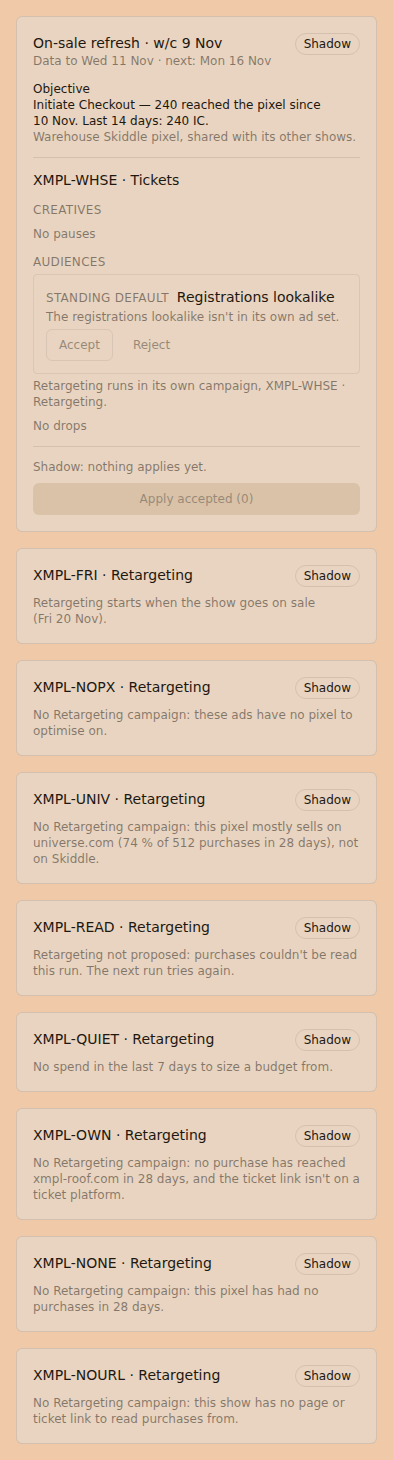 On-sale refresh · w/c 9 Nov
Shadow
Data to Wed 11 Nov · next: Mon 16 Nov
Objective
Initiate Checkout — 240 reached the pixel since
10 Nov. Last 14 days: 240 IC.
Warehouse Skiddle pixel, shared with its other shows.
XMPL-WHSE · Tickets
CREATIVES
No pauses
AUDIENCES
STANDING DEFAULT Registrations lookalike
The registrations lookalike isn't in its own ad set.
Accept Reject
Retargeting runs in its own campaign, XMPL-WHSE ·
Retargeting.
No drops
Shadow: nothing applies yet.
Apply accepted (0)
XMPL-FRI · Retargeting
Shadow
Retargeting starts when the show goes on sale
(Fri 20 Nov).
XMPL-NOPX · Retargeting
Shadow
No Retargeting campaign: these ads have no pixel to
optimise on.
XMPL-UNIV · Retargeting
Shadow
No Retargeting campaign: this pixel mostly sells on
universe.com (74 % of 512 purchases in 28 days), not
on Skiddle.
XMPL-READ · Retargeting
Shadow
Retargeting not proposed: purchases couldn't be read
this run. The next run tries again.
XMPL-QUIET · Retargeting
Shadow
No spend in the last 7 days to size a budget from.
XMPL-OWN · Retargeting
Shadow
No Retargeting campaign: no purchase has reached
xmpl-roof.com in 28 days, and the ticket link isn't on a
ticket platform.
XMPL-NONE · Retargeting
Shadow
No Retargeting campaign: this pixel has had no
purchases in 28 days.
XMPL-NOURL · Retargeting
Shadow
No Retargeting campaign: this show has no page or
ticket link to read purchases from.